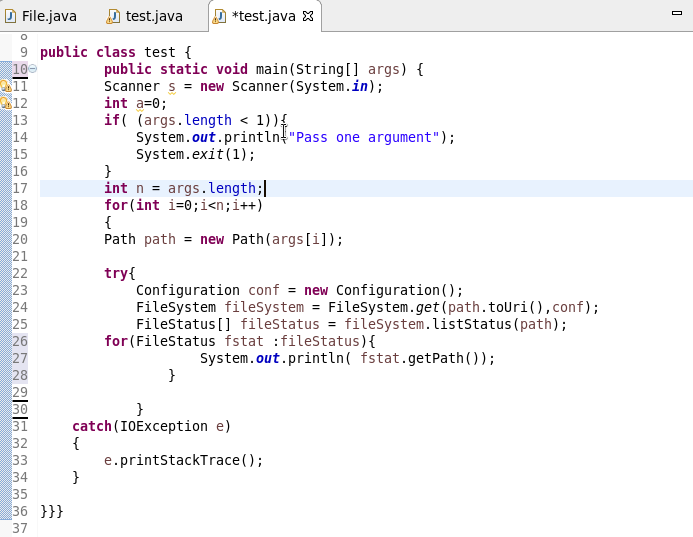 File.java test.java *test.java
8
9 public class test {
10 public static void main(String[] args) {
11 Scanner s = new Scanner(System.in);
12 int a=0;
13 if( (args.length < 1)){
14 System.out.println("Pass one argument");
15 System.exit(1);
16 }
17 int n = args.length;
18 for(int i=0;i<n;i++)
19 {
20 Path path = new Path(args[i]);
21
22 try{
23 Configuration conf = new Configuration();
24 FileSystem fileSystem = FileSystem.get(path.toUri(),conf);
25 FileStatus[] fileStatus = fileSystem.listStatus(path);
26 for(FileStatus fstat :fileStatus){
27 System.out.println( fstat.getPath());
28 }
29
30 }
31 catch(IOException e)
32 {
33 e.printStackTrace();
34 }
35
36 }}}
37